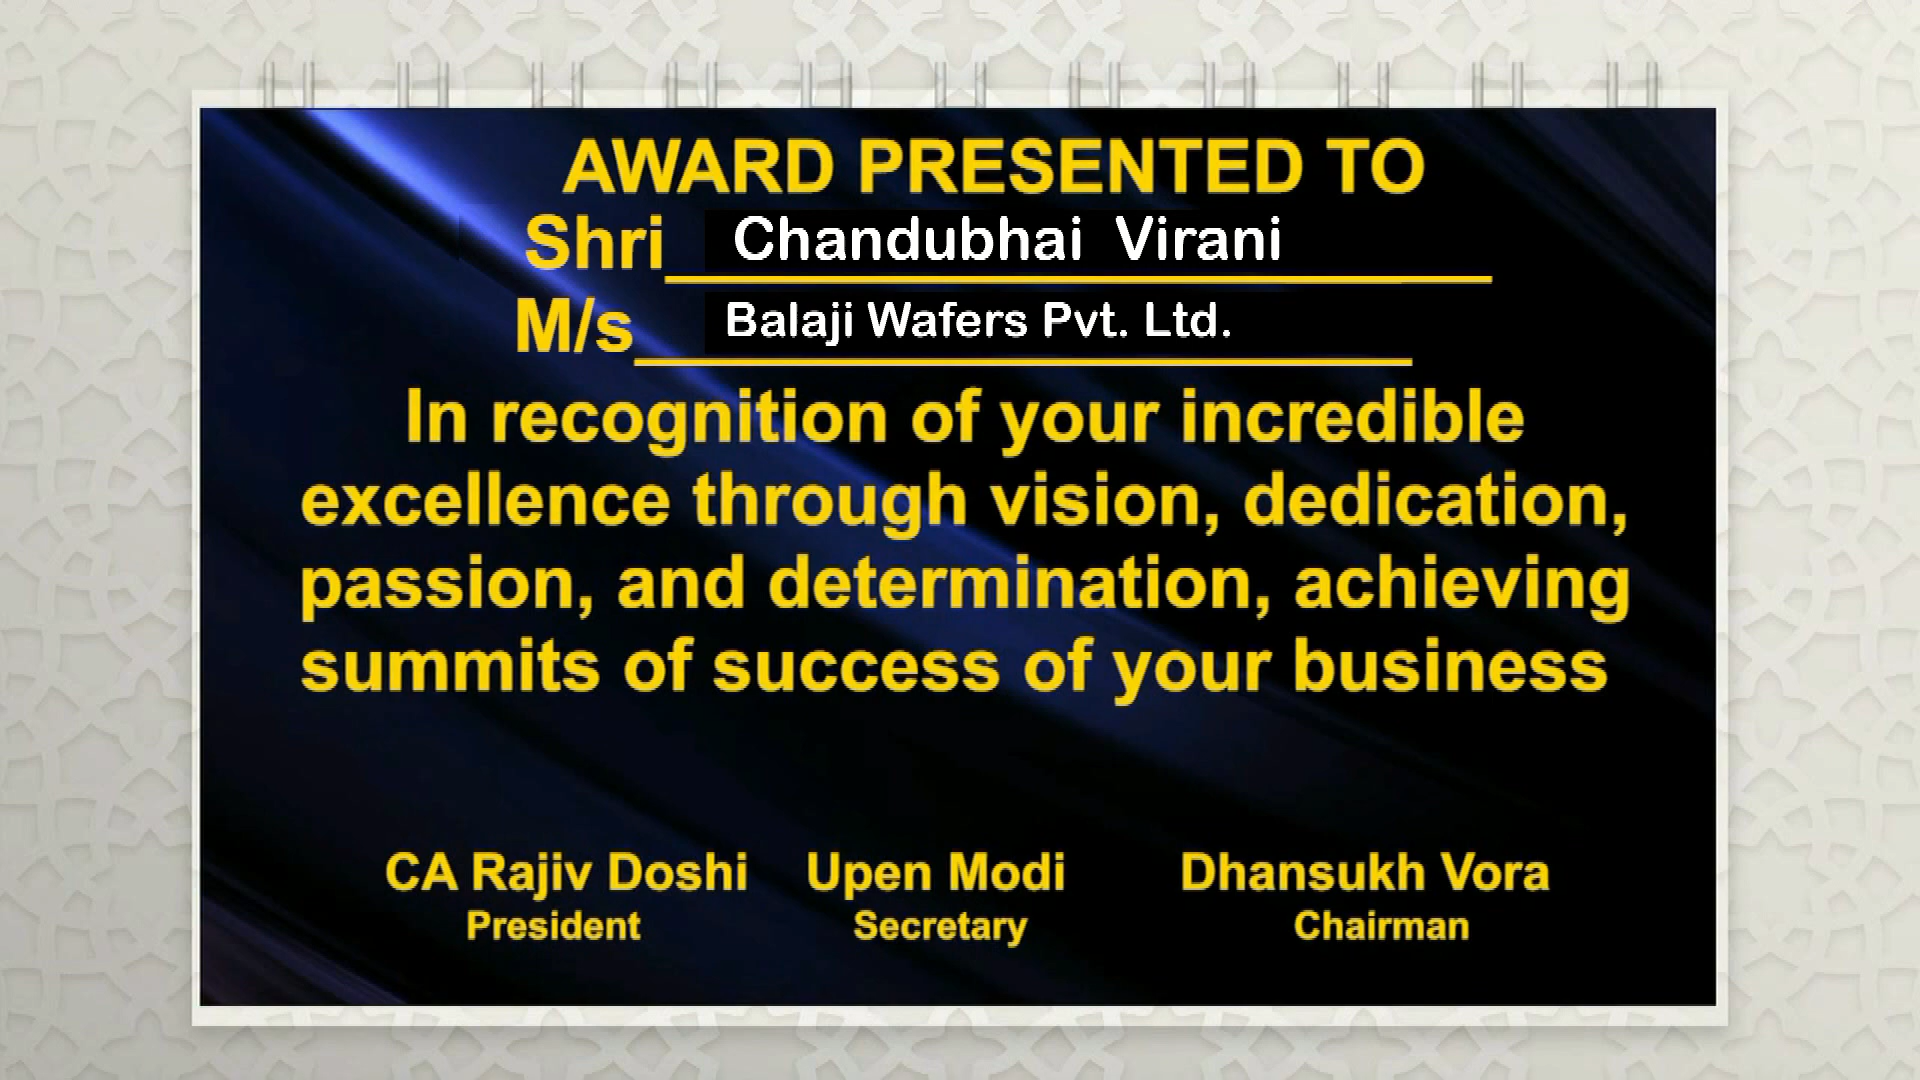 AWARD PRESENTED TO
Shri Chandubhai Virani
M/s Balaji Wafers Pvt. Ltd.
In recognition of your incredible
excellence through vision, dedication,
passion, and determination, achieving
summits of success of your business
CA Rajiv Doshi Upen Modi Dhansukh Vora
President Secretary Chairman